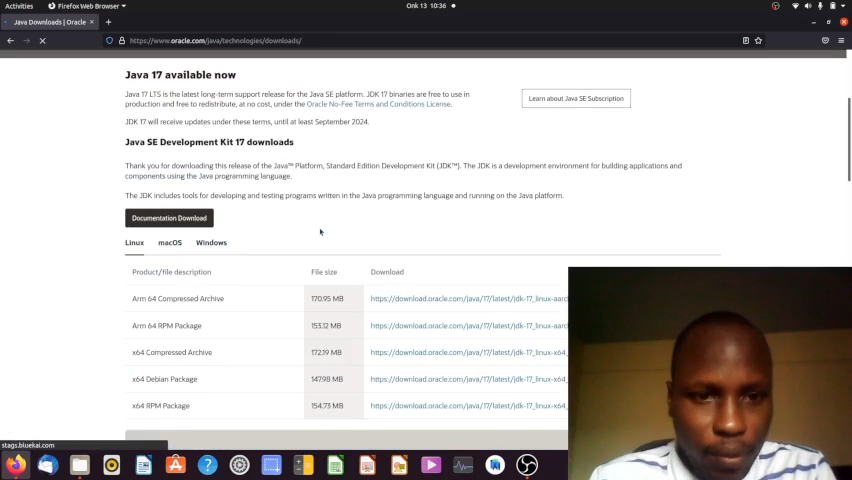 Activities
Firefox Web Browser
Onk 13 10:36
Java Downloads | Oracle
https://www.oracle.com/java/technologies/downloads/
Java 17 available now
Java 17 LTS is the latest long-term support release for the Java SE platform. JDK 17 binaries are free to use in
production and free to redistribute, at no cost, under the Oracle No-Fee Terms and Conditions License.
Learn about Java SE Subscription
JDK 17 will receive updates under these terms, until at least September 2024.
Java SE Development Kit 17 downloads
Thank you for downloading this release of the Java™ Platform, Standard Edition Development Kit (JDK™). The JDK is a development environment for building applications and
components using the Java programming language.
The JDK includes tools for developing and testing programs written in the Java programming language and running on the Java platform.
Documentation Download
Linux macOS Windows
Product/file description File size Download
Arm 64 Compressed Archive 170.95 MB https://download.oracle.com/java/17/latest/jdk-17_linux-aarc
Arm 64 RPM Package 153.12 MB https://download.oracle.com/java/17/latest/jdk-17_linux-aarc
x64 Compressed Archive 172.19 MB https://download.oracle.com/java/17/latest/jdk-17_linux-x64_
x64 Debian Package 147.98 MB https://download.oracle.com/java/17/latest/jdk-17_linux-x64_
x64 RPM Package 154.73 MB https://download.oracle.com/java/17/latest/jdk-17_linux-x64_
stags.bluekai.com